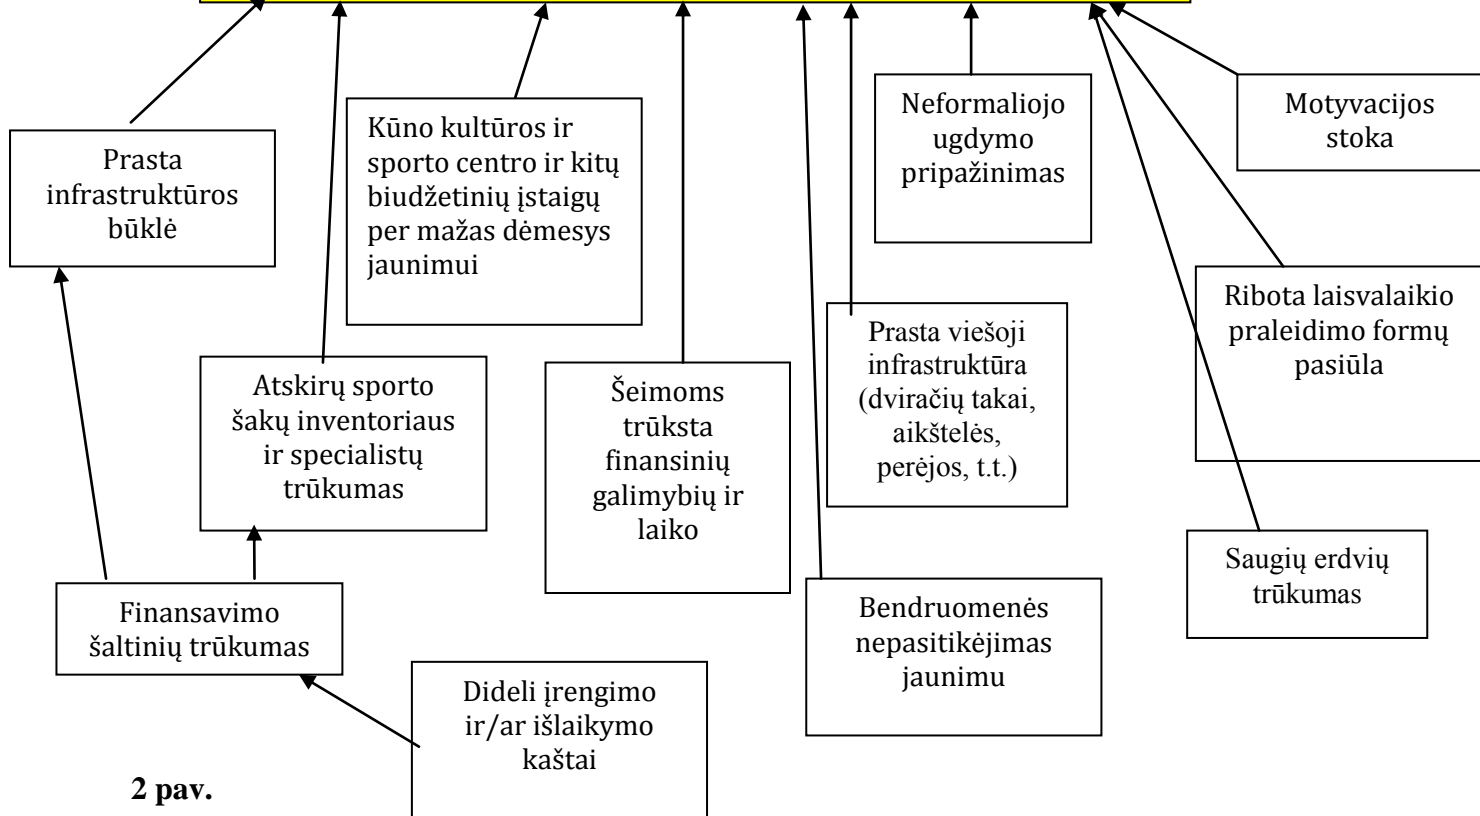 Prasta
infrastruktūros
būklė
Kūno kultūros ir
sporto centro ir kitų
biudžetinių įstaigų
per mažas dėmesys
jaunimui
Neformaliojo
ugdymo
pripažinimas
Motyvacijos
stoka
Atskirų sporto
šakų inventoriaus
ir specialistų
trūkumas
Šeimoms
trūksta
finansinių
galimybių ir
laiko
Prasta viešoji
infrastruktūra
(dviračių takai,
aikštelės,
perėjos, t.t.)
Ribota laisvalaikio
praleidimo formų
pasiūla
Finansavimo
šaltinių trūkumas
Bendruomenės
nepasitikėjimas
jaunimu
Saugių erdvių
trūkumas
Dideli įrengimo
ir/ar išlaikymo
kaštai
2 pav.